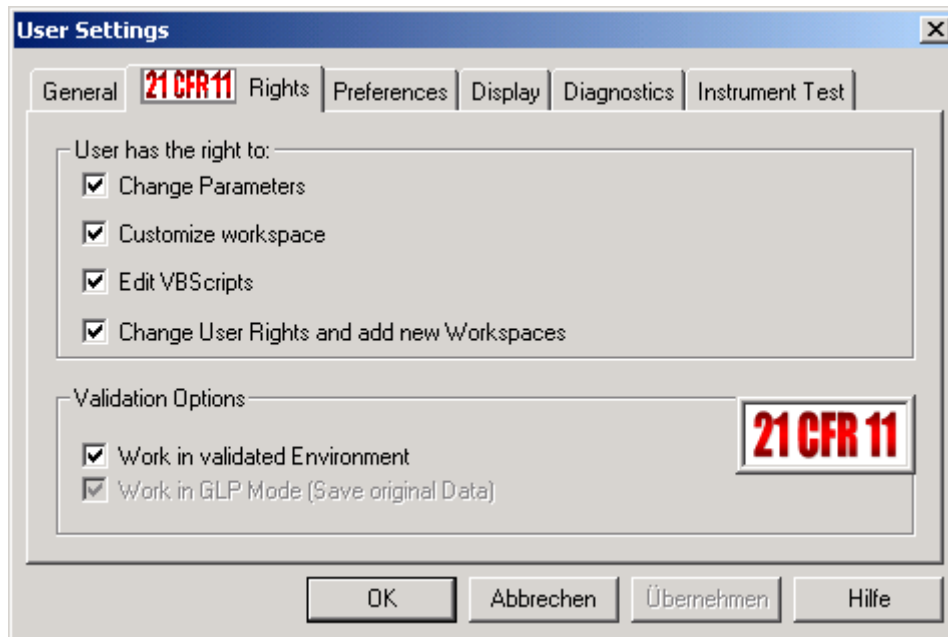 User Settings
General 21 CFR 11 Rights Preferences Display Diagnostics Instrument Test
User has the right to:
Change Parameters
Customize workspace
Edit VBScripts
Change User Rights and add new Workspaces
Validation Options
21 CFR 11
Work in validated Environment
Work in GLP Mode (Save original Data)
OK Abbrechen Übernehmen Hilfe